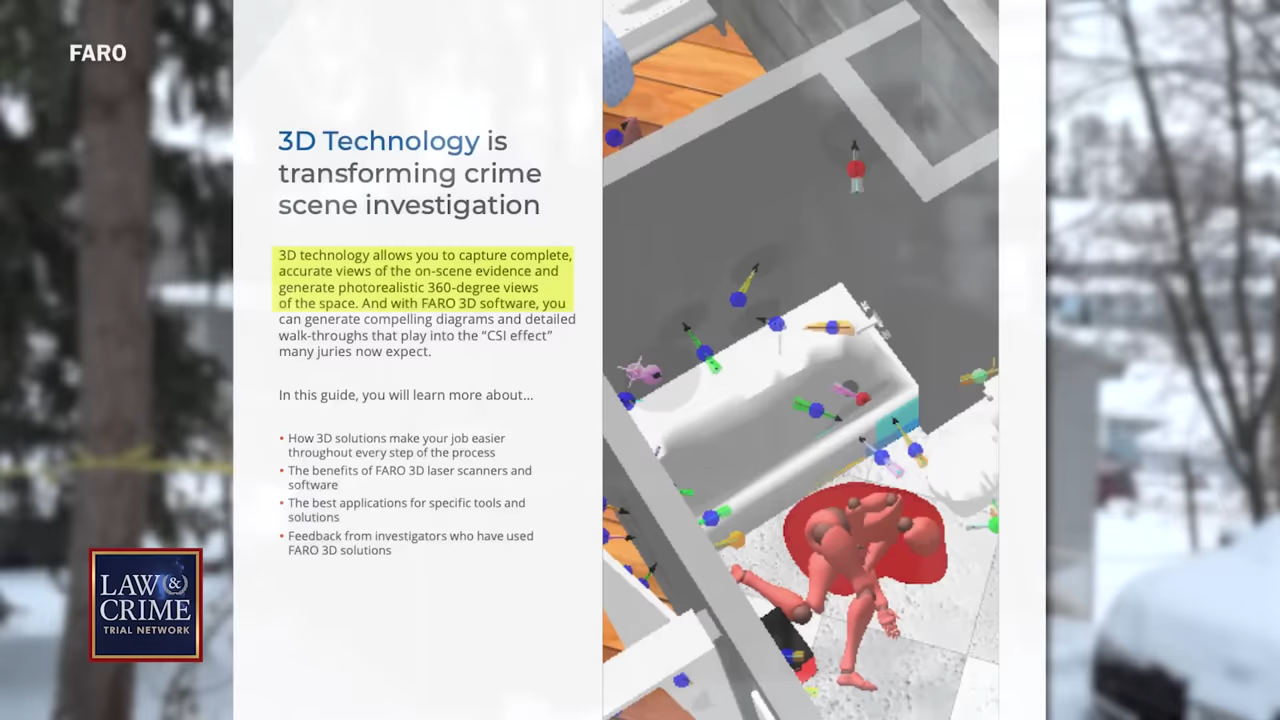 FARO
3D Technology is
transforming crime
scene investigation
3D technology allows you to capture complete,
accurate views of the on-scene evidence and
generate photorealistic 360-degree views
of the space. And with FARO 3D software, you
can generate compelling diagrams and detailed
walk-throughs that play into the “CSI effect”
many juries now expect.
In this guide, you will learn more about...
• How 3D solutions make your job easier
throughout every step of the process
• The benefits of FARO 3D laser scanners and
software
• The best applications for specific tools and
solutions
• Feedback from investigators who have used
FARO 3D solutions
LAW &
CRIME
TRIAL NETWORK